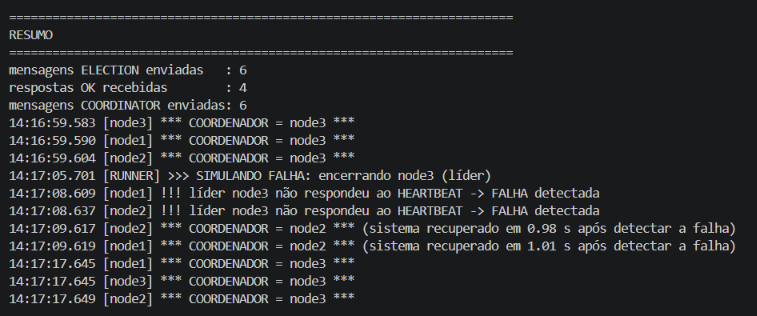 ======================================================================
RESUMO
======================================================================
mensagens ELECTION enviadas   : 6
respostas OK recebidas        : 4
mensagens COORDINATOR enviadas: 6
14:16:59.583 [node3] *** COORDENADOR = node3 ***
14:16:59.590 [node1] *** COORDENADOR = node3 ***
14:16:59.604 [node2] *** COORDENADOR = node3 ***
14:17:05.701 [RUNNER] >>> SIMULANDO FALHA: encerrando node3 (líder)
14:17:08.609 [node1] !!! líder node3 não respondeu ao HEARTBEAT -> FALHA detectada
14:17:08.637 [node2] !!! líder node3 não respondeu ao HEARTBEAT -> FALHA detectada
14:17:09.617 [node2] *** COORDENADOR = node2 *** (sistema recuperado em 0.98 s após detectar a falha)
14:17:09.619 [node1] *** COORDENADOR = node2 *** (sistema recuperado em 1.01 s após detectar a falha)
14:17:17.645 [node1] *** COORDENADOR = node3 ***
14:17:17.645 [node3] *** COORDENADOR = node3 ***
14:17:17.649 [node2] *** COORDENADOR = node3 ***